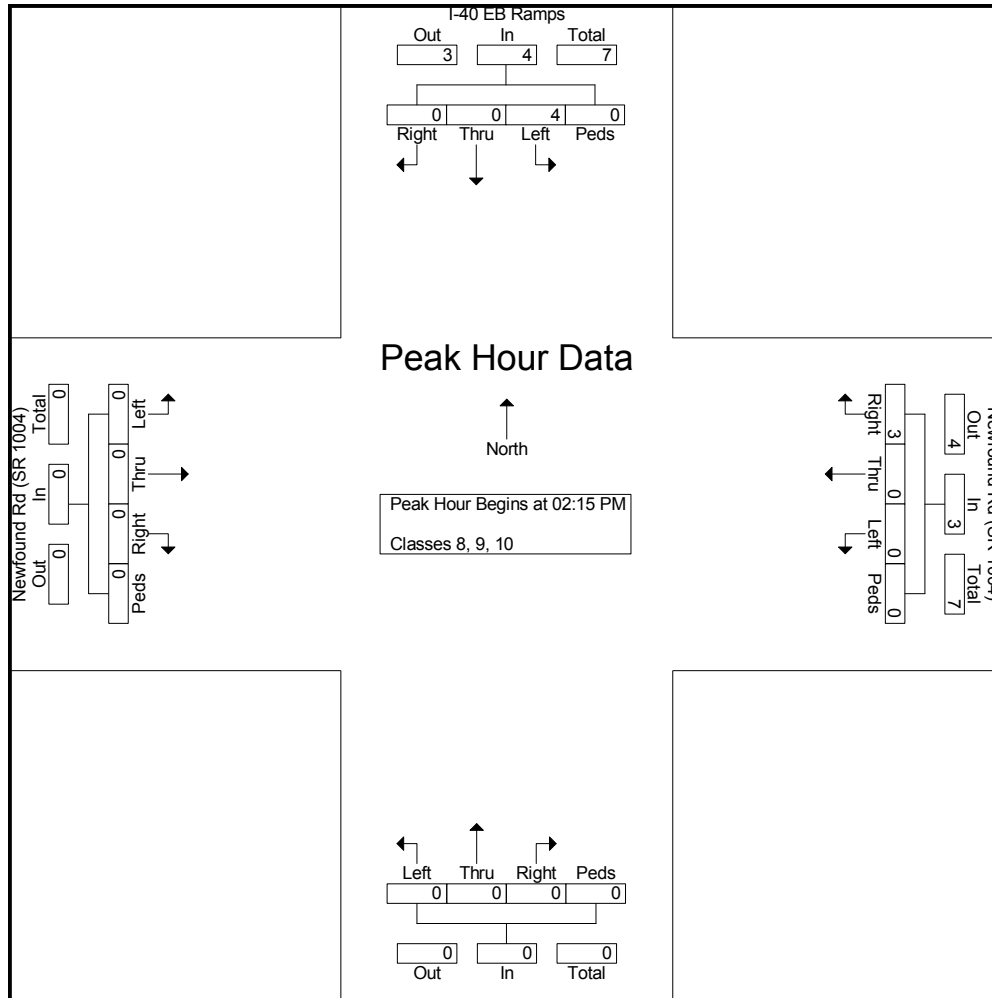 I-40 EB Ramps
Out In Total
3 4 7
0 0 4 0
Right Thru Left Peds
Peak Hour Data
North
Peak Hour Begins at 02:15 PM
Classes 8, 9, 10
Newfound Rd (SR 1004)
Total In Out
0 0 0
0 0 0 0
Left Thru Right Peds
Right Thru Left Peds
3 0 0 0
Out In Total
4 3 7
Newfound Rd (SR 1004)
Left Thru Right Peds
0 0 0 0
0 0 0
Out In Total